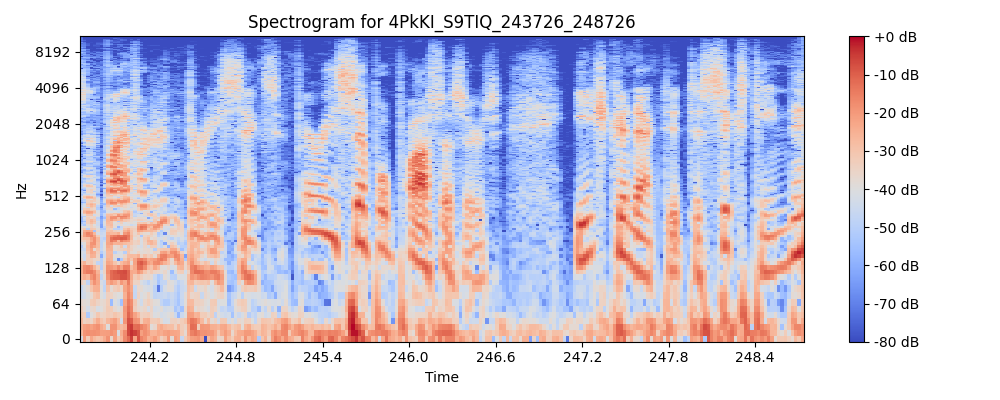 Spectrogram for 4PkKI_S9TIQ_243726_248726
Hz
8192
4096
2048
1024
512
256
128
64
0
244.2 244.8 245.4 246.0 246.6 247.2 247.8 248.4
Time
+0 dB
-10 dB
-20 dB
-30 dB
-40 dB
-50 dB
-60 dB
-70 dB
-80 dB